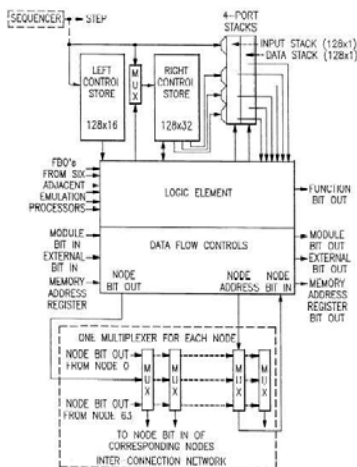 SEQUENCER
STEP
4-PORT
STACKS
INPUT STACK (128x1)
DATA STACK (128x1)
LEFT
CONTROL
STORE
128x16
MUX
RIGHT
CONTROL
STORE
128x32
FBO's
FROM SIX
ADJACENT
EMULATION
PROCESSORS
LOGIC ELEMENT
FUNCTION
BIT OUT
MODULE
BIT IN
EXTERNAL
BIT IN
MEMORY
ADDRESS
REGISTER
DATA FLOW CONTROLS
NODE
BIT OUT
NODE
ADDRESS
NODE
BIT IN
MODULE
BIT OUT
EXTERNAL
BIT OUT
MEMORY
ADDRESS
REGISTER
BIT OUT
ONE MULTIPLEXER FOR EACH NODE
NODE BIT OUT
FROM NODE 0
MUX
MUX
MUX
MUX
NODE BIT OUT
FROM NODE 63
TO NODE BIT IN OF
CORRESPONDING NODES
INTER-CONNECTION NETWORK